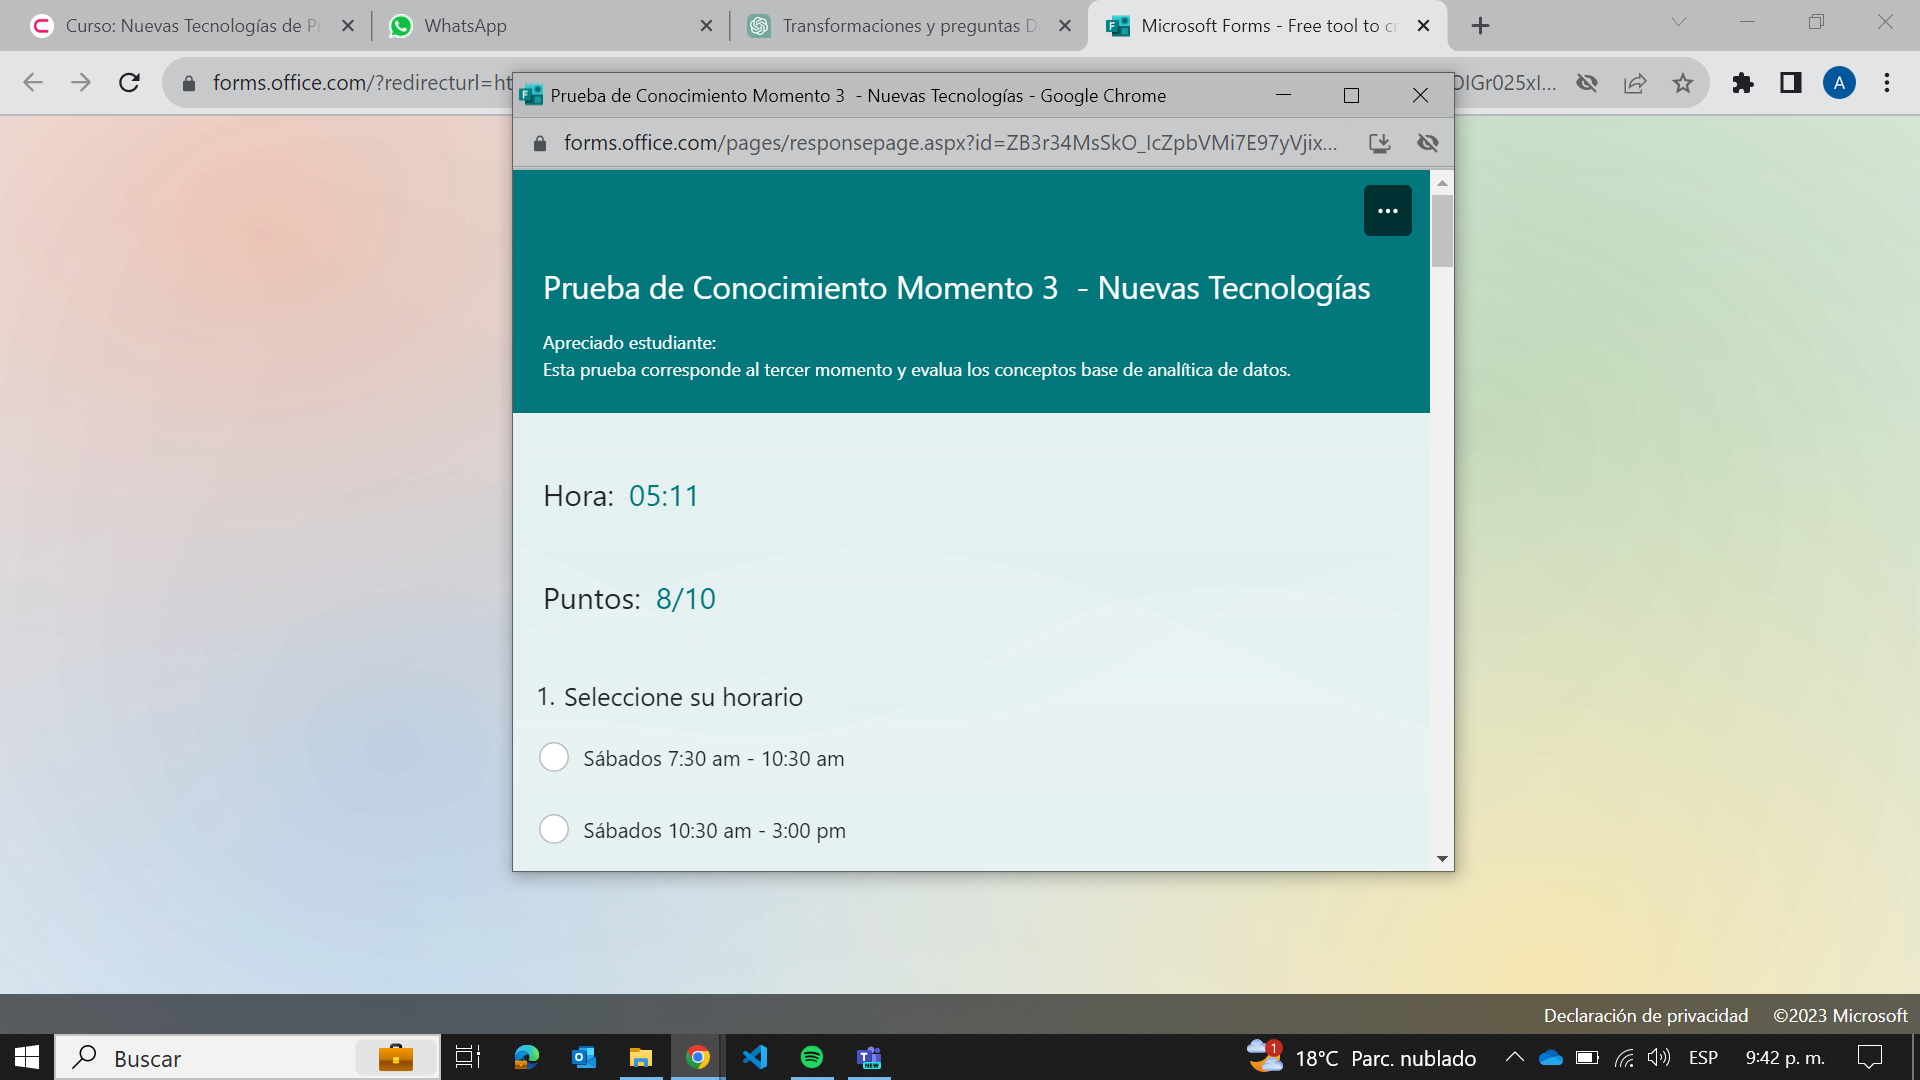 Curso: Nuevas Tecnologías de Pr
WhatsApp
Transformaciones y preguntas D
Microsoft Forms - Free tool to cr
forms.office.com/?redirecturl=ht
DIGr025xl...
A
Prueba de Conocimiento Momento 3 - Nuevas Tecnologías - Google Chrome
forms.office.com/pages/responsepage.aspx?id=ZB3r34MsSkO_IcZpbVMi7E97yVjix...
Prueba de Conocimiento Momento 3 - Nuevas Tecnologías
Apreciado estudiante:
Esta prueba corresponde al tercer momento y evalua los conceptos base de analítica de datos.
Hora: 05:11
Puntos: 8/10
1. Seleccione su horario
Sábados 7:30 am - 10:30 am
Sábados 10:30 am - 3:00 pm
Declaración de privacidad ©2023 Microsoft
Buscar
NEW
1
18°C Parc. nublado
ESP
9:42 p. m.